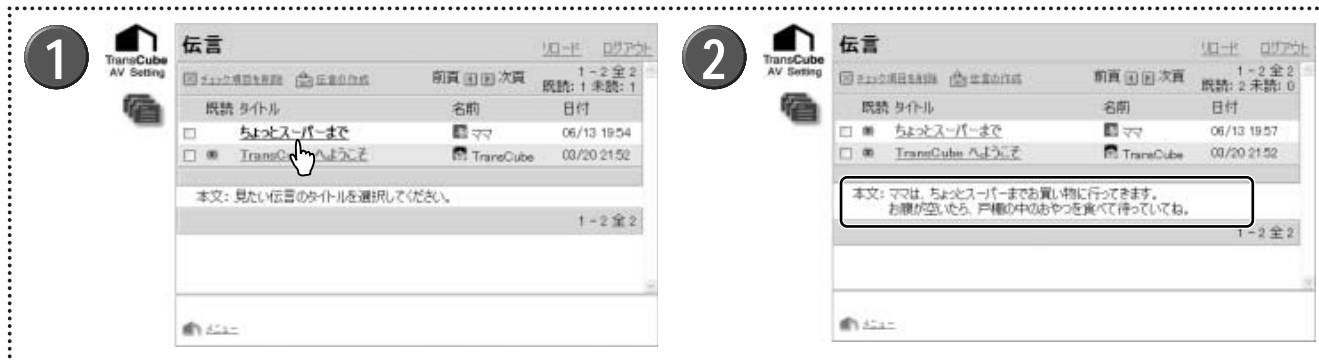 1
TransCube
AV Setting
伝言
リロード ログアウト
チェック項目を削除 伝言の作成 前頁 次頁 1-2 全 2
既読: 1 未読: 1
既読 タイトル 名前 日付
ちょっとスーパーまで ママ 06/13 19:54
TransC へようこそ TransCube 03/20 21:52
本文: 見たい伝言のタイトルを選択してください。
1-2 全 2
メニュー
2
TransCube
AV Setting
伝言
リロード ログアウト
チェック項目を削除 伝言の作成 前頁 次頁 1-2 全 2
既読: 2 未読: 0
既読 タイトル 名前 日付
ちょっとスーパーまで ママ 06/13 19:57
TransCube へようこそ TransCube 03/20 21:52
本文: ママは、ちょっとスーパーまでお買い物に行ってきます。
お腹が空いたら、戸棚の中のおやつを食べて待っていてね。
1-2 全 2
メニュー